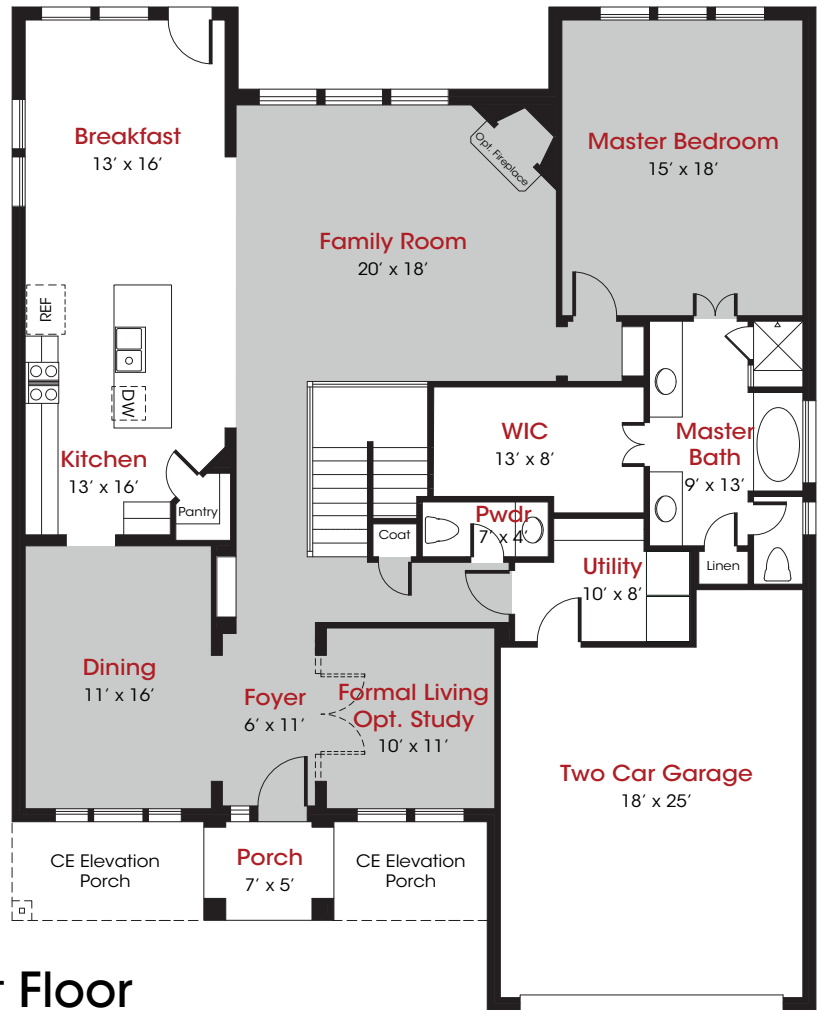 Breakfast
13′ x 16′
Opt. Fireplace
Master Bedroom
15′ x 18′
Family Room
20′ x 18′
REF
DW
Kitchen
13′ x 16′
Pantry
WIC
13′ x 8′
Master
Bath
9′ x 13′
Pwdr
7′ x 4′
Coat
Utility
10′ x 8′
Linen
Dining
11′ x 16′
Foyer
6′ x 11′
Formal Living
Opt. Study
10′ x 11′
Two Car Garage
18′ x 25′
CE Elevation
Porch
Porch
7′ x 5′
CE Elevation
Porch
Floor